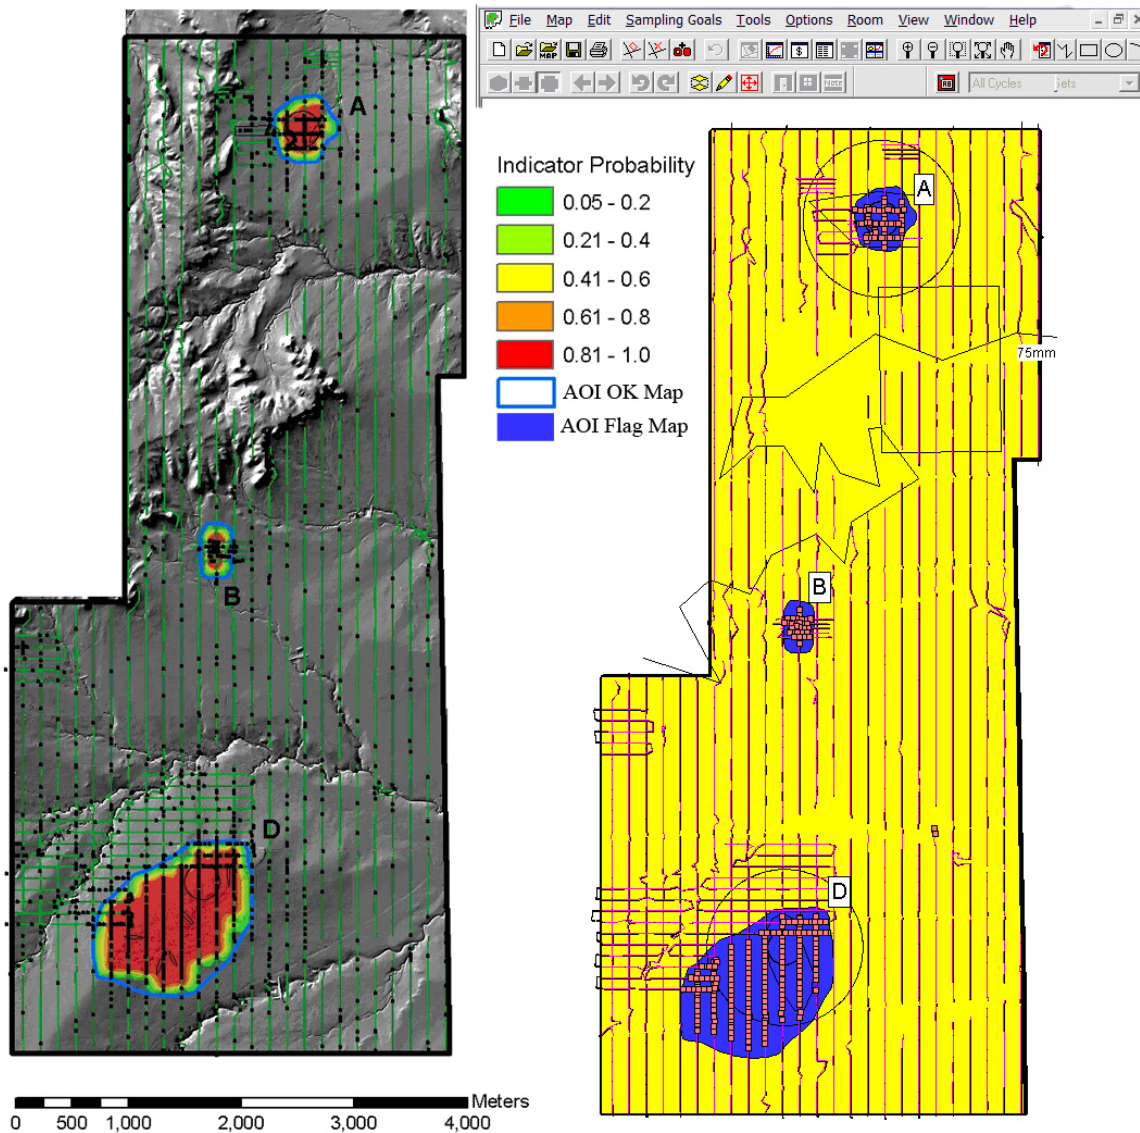 File Map Edit Sampling Goals Tools Options Room View Window Help
MAP
All Cycles
Sets
A
B
D
Indicator Probability
0.05 - 0.2
0.21 - 0.4
0.41 - 0.6
0.61 - 0.8
0.81 - 1.0
AOI OK Map
AOI Flag Map
A
75mm
B
D
Meters
0 500 1,000 2,000 3,000 4,000